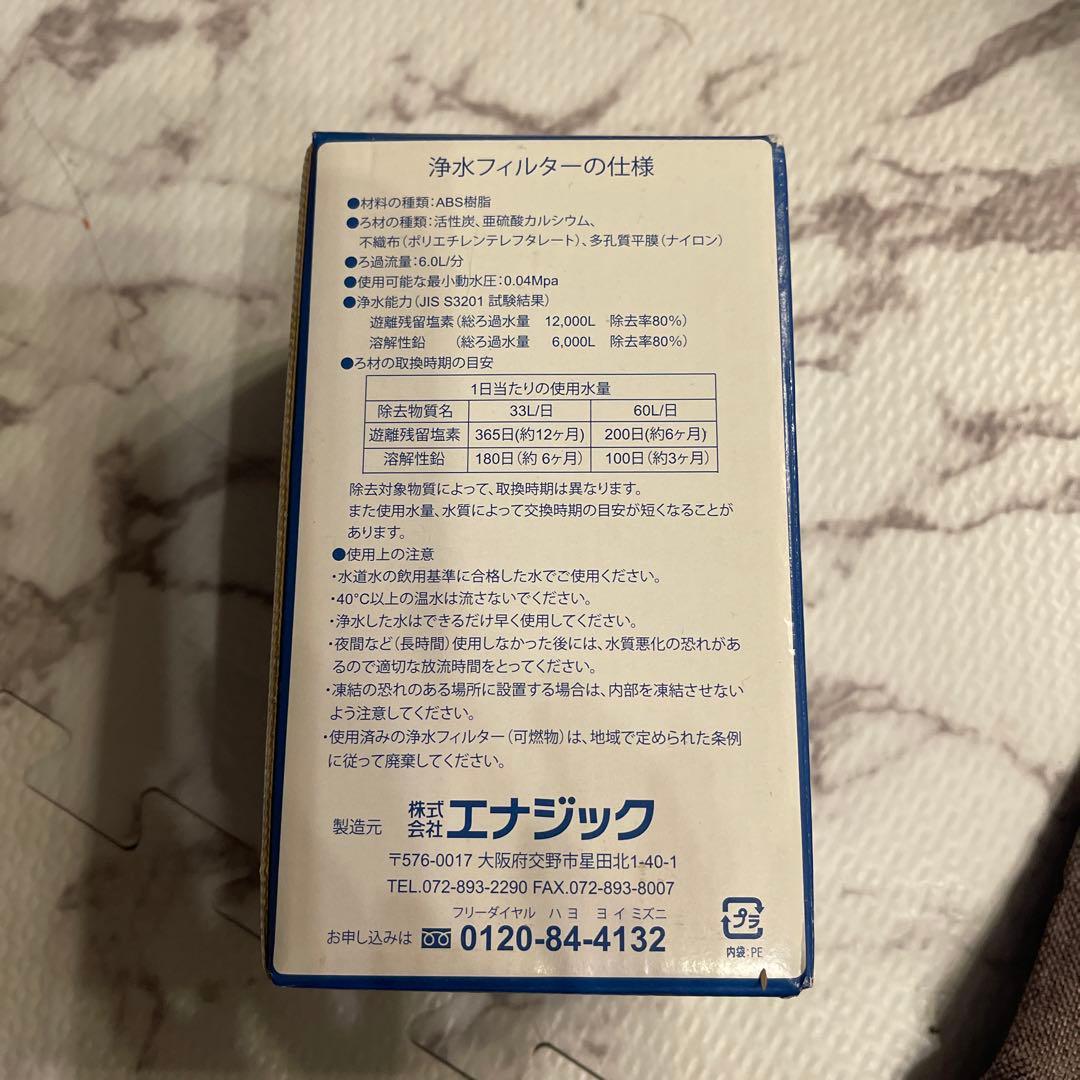 浄水フィルターの仕様
●材料の種類：ABS樹脂
●ろ材の種類：活性炭、亜硫酸カルシウム、
不織布（ポリエチレンテレフタレート）、多孔質平膜（ナイロン）
●ろ過流量：6.0L/分
●使用可能な最小動水圧：0.04Mpa
●浄水能力（JIS S3201 試験結果）
遊離残留塩素（総ろ過水量 12,000L 除去率80%）
溶解性鉛 （総ろ過水量 6,000L 除去率80%）
●ろ材の取換時期の目安
1日当たりの使用水量
除去物質名 33L/日 60L/日
遊離残留塩素 365日(約12ヶ月) 200日(約6ヶ月)
溶解性鉛 180日（約 6ヶ月） 100日（約3ヶ月）
除去対象物質によって、取換時期は異なります。
また使用水量、水質によって交換時期の目安が短くなることが
あります。
●使用上の注意
・水道水の飲用基準に合格した水でご使用ください。
・40°C以上の温水は流さないでください。
・浄水した水はできるだけ早く使用してください。
・夜間など（長時間）使用しなかった後には、水質悪化の恐れがあ
るので適切な放流時間をとってください。
・凍結の恐れのある場所に設置する場合は、内部を凍結させない
よう注意してください。
・使用済みの浄水フィルター（可燃物）は、地域で定められた条例
に従って廃棄してください。
製造元 株式会社エナジック
〒576-0017 大阪府交野市星田北1-40-1
TEL.072-893-2290 FAX.072-893-8007
フリーダイヤル ハヨ ヨイミズニ
お申し込みは 0120-84-4132
プラ
内袋：PE